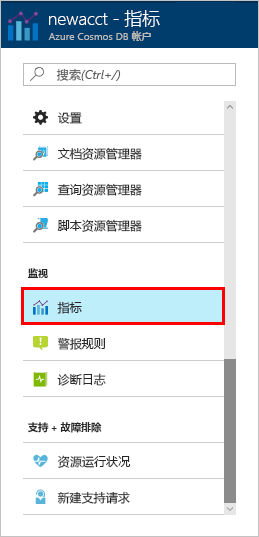 newacct - 指标
Azure Cosmos DB 帐户
搜索(Ctrl+/)
设置
文档资源管理器
查询资源管理器
脚本资源管理器
监视
指标
警报规则
诊断日志
支持 + 故障排除
资源运行状况
新建支持请求